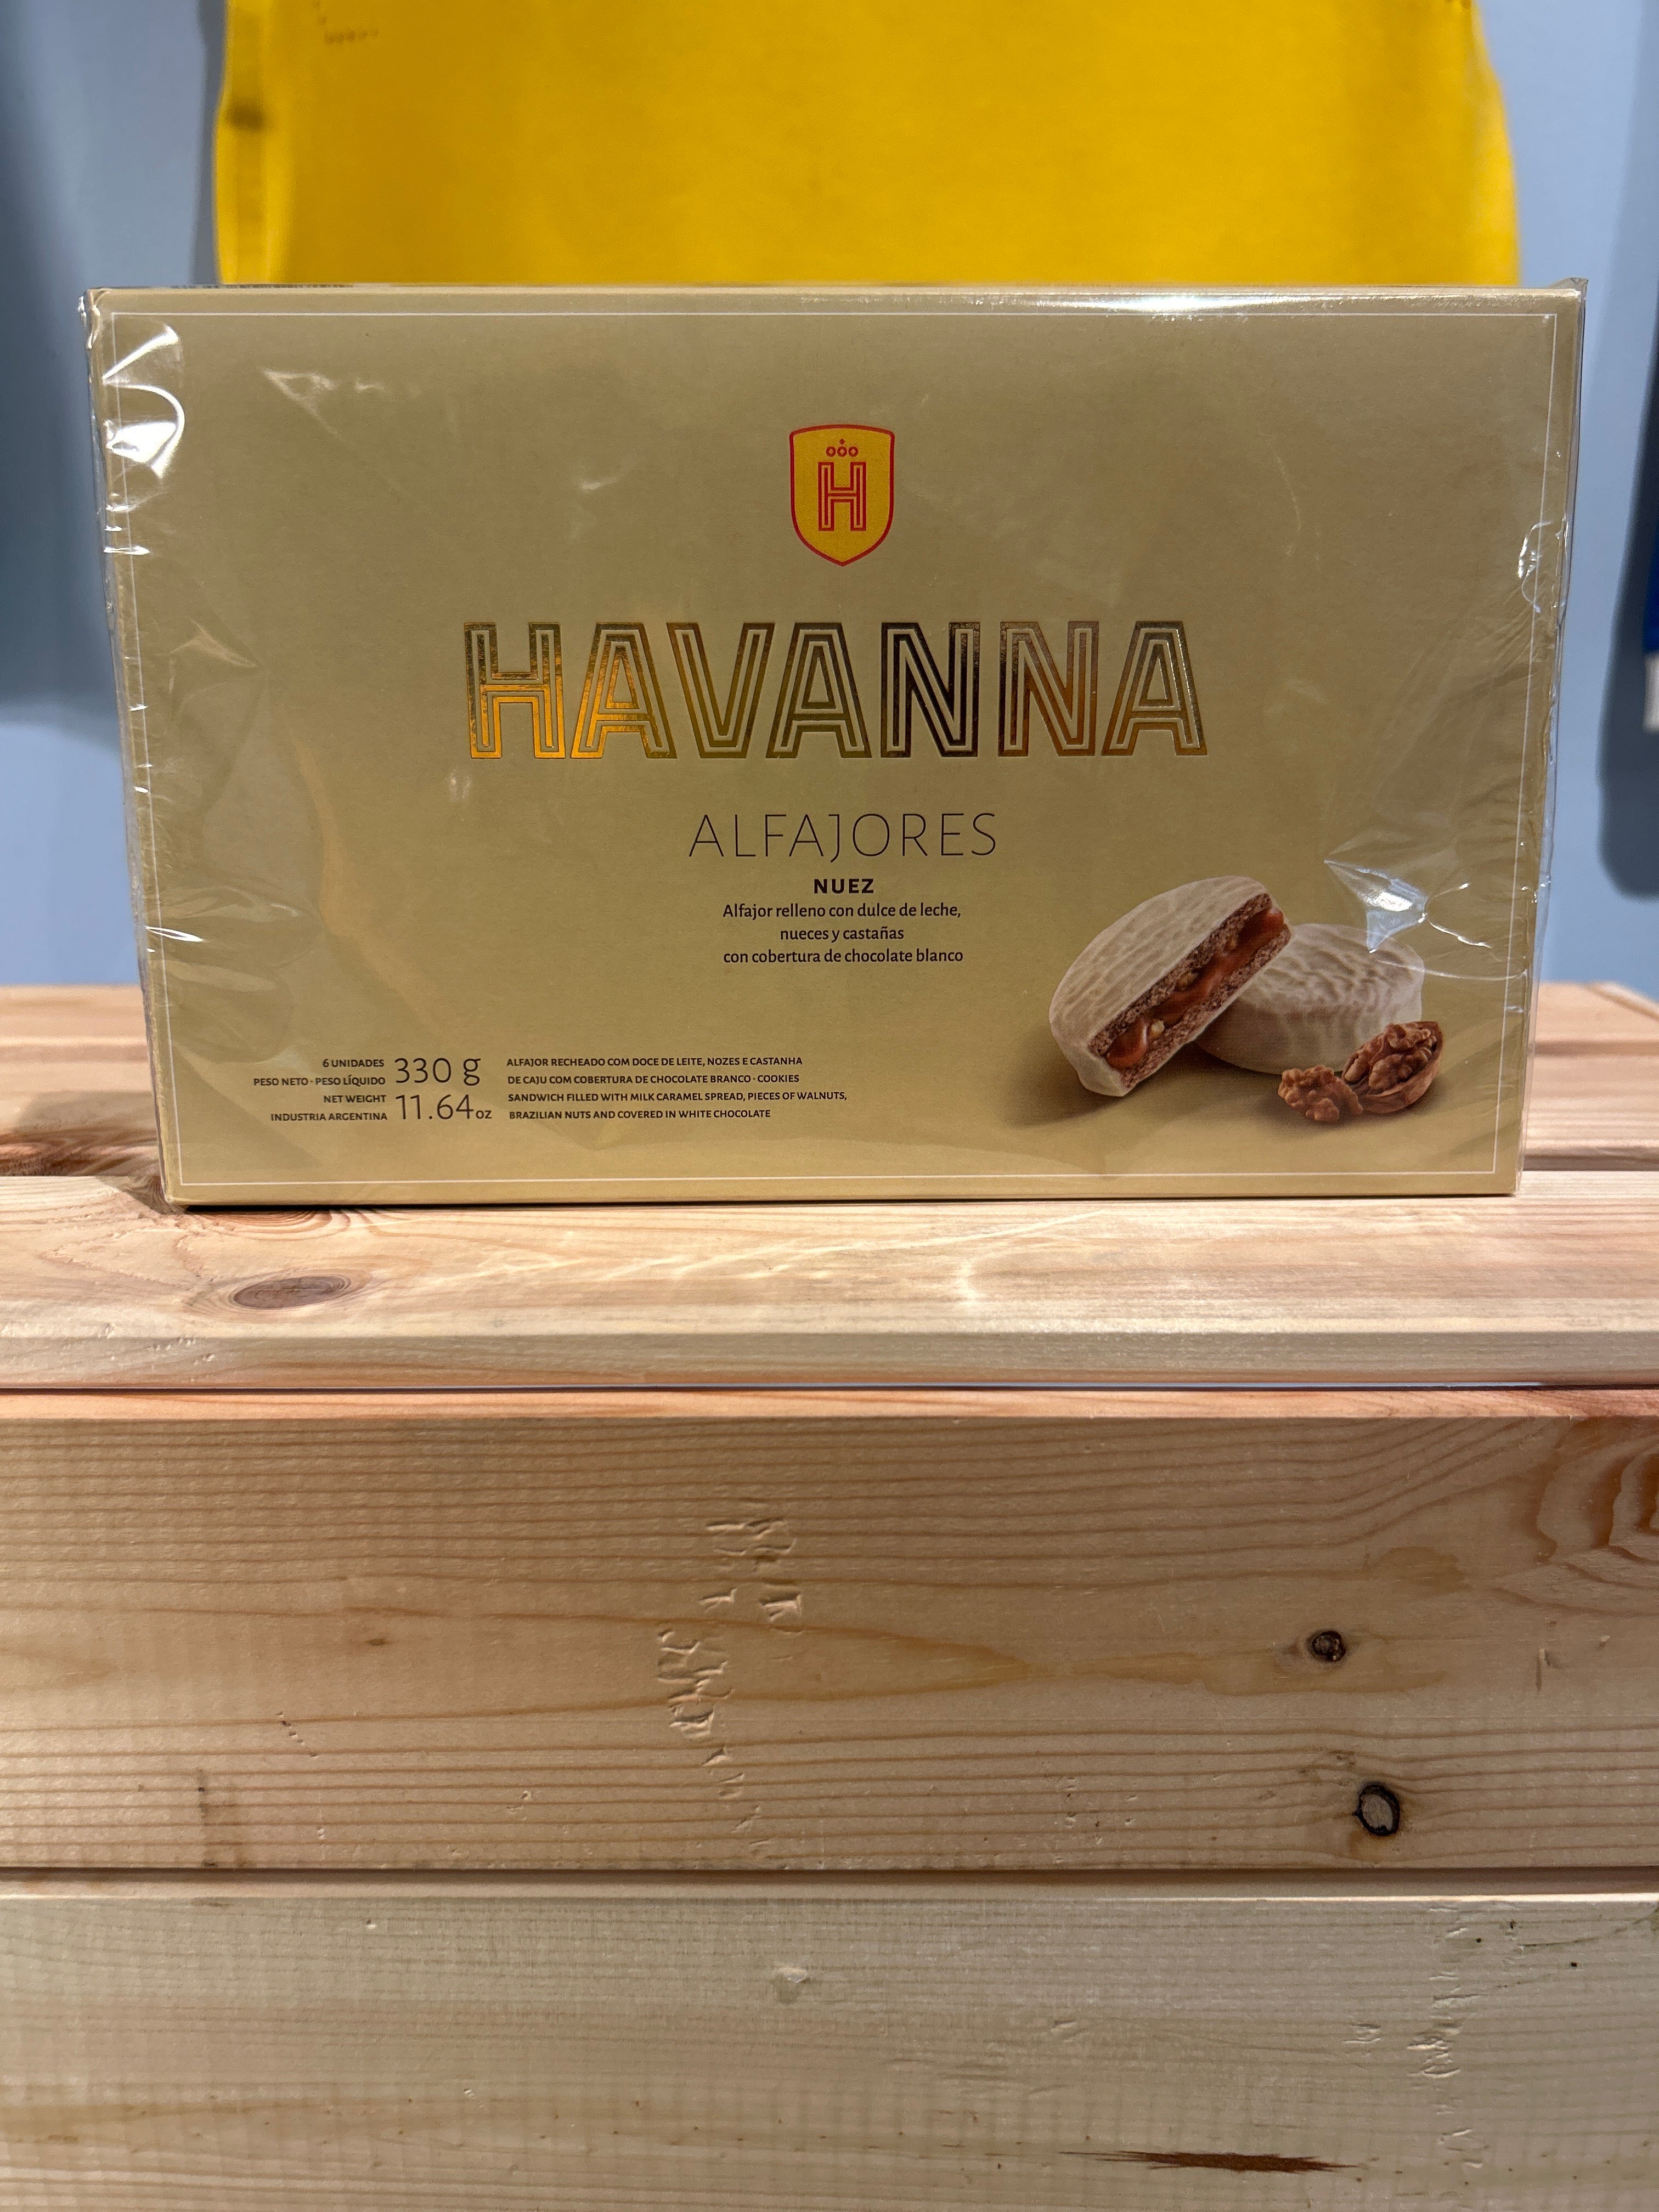 H
HAVANNA
ALFAJORES
NUEZ
Alfajor relleno con dulce de leche,
nueces y castañas
con cobertura de chocolate blanco
6 UNIDADES
PESO NETO · PESO LÍQUIDO
330 g
NET WEIGHT
INDUSTRIA ARGENTINA
11.64oz
ALFAJOR RECHEADO COM DOCE DE LEITE, NOZES E CASTANHA
DE CAJU COM COBERTURA DE CHOCOLATE BRANCO · COOKIES
SANDWICH FILLED WITH MILK CARAMEL SPREAD, PIECES OF WALNUTS,
BRAZILIAN NUTS AND COVERED IN WHITE CHOCOLATE